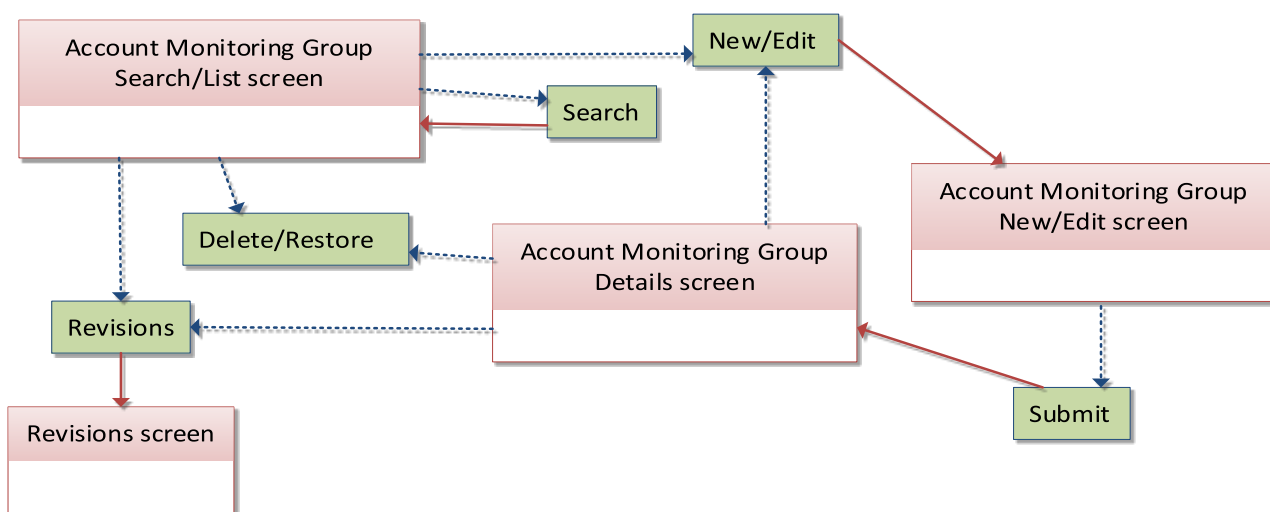 Account Monitoring Group
Search/List screen
New/Edit
Search
Account Monitoring Group
New/Edit screen
Delete/Restore
Account Monitoring Group
Details screen
Revisions
Submit
Revisions screen